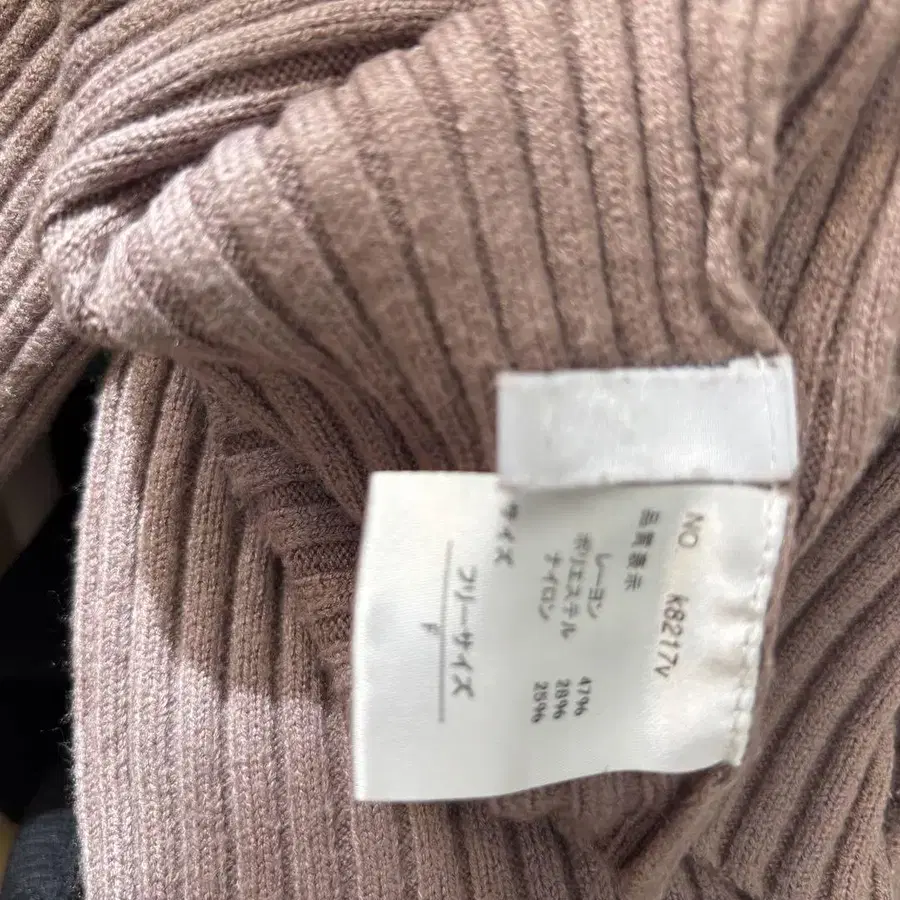 NO. k8217v
品質表示
レーヨン 47%
ポリエステル 28%
ナイロン 25%
サイズ
フリーサイズ
F